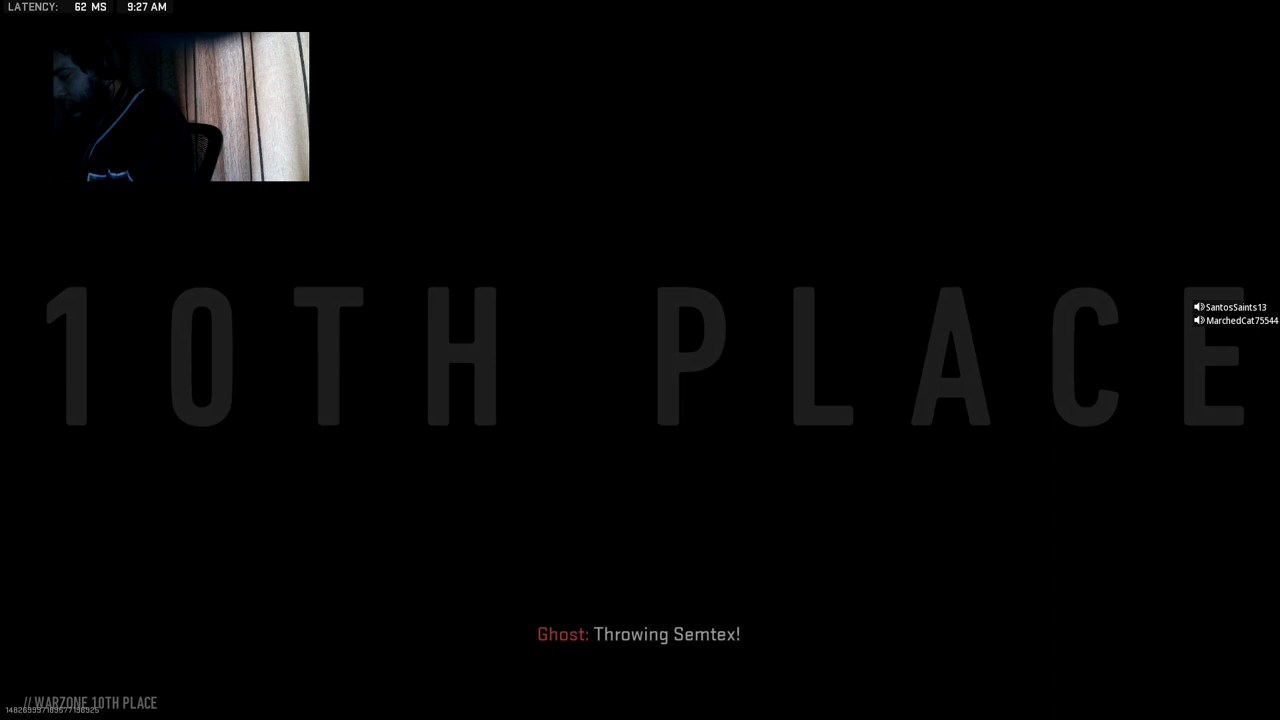 LATENCY: 62 MS 9:27 AM
10TH PLACE
SantosSaints13
MarchedCat75544
Ghost: Throwing Semtex!
// WARZONE 10TH PLACE